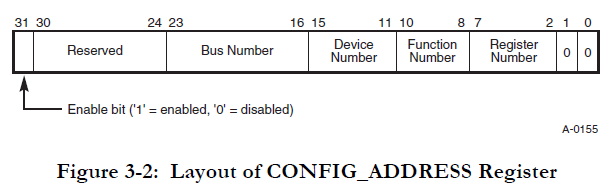 31 30 24 23 16 15 11 10 8 7 2 1 0
Reserved Bus Number Device Number Function Number Register Number 0 0
Enable bit ('1' = enabled, '0' = disabled)
A-0155
Figure 3-2: Layout of CONFIG_ADDRESS Register